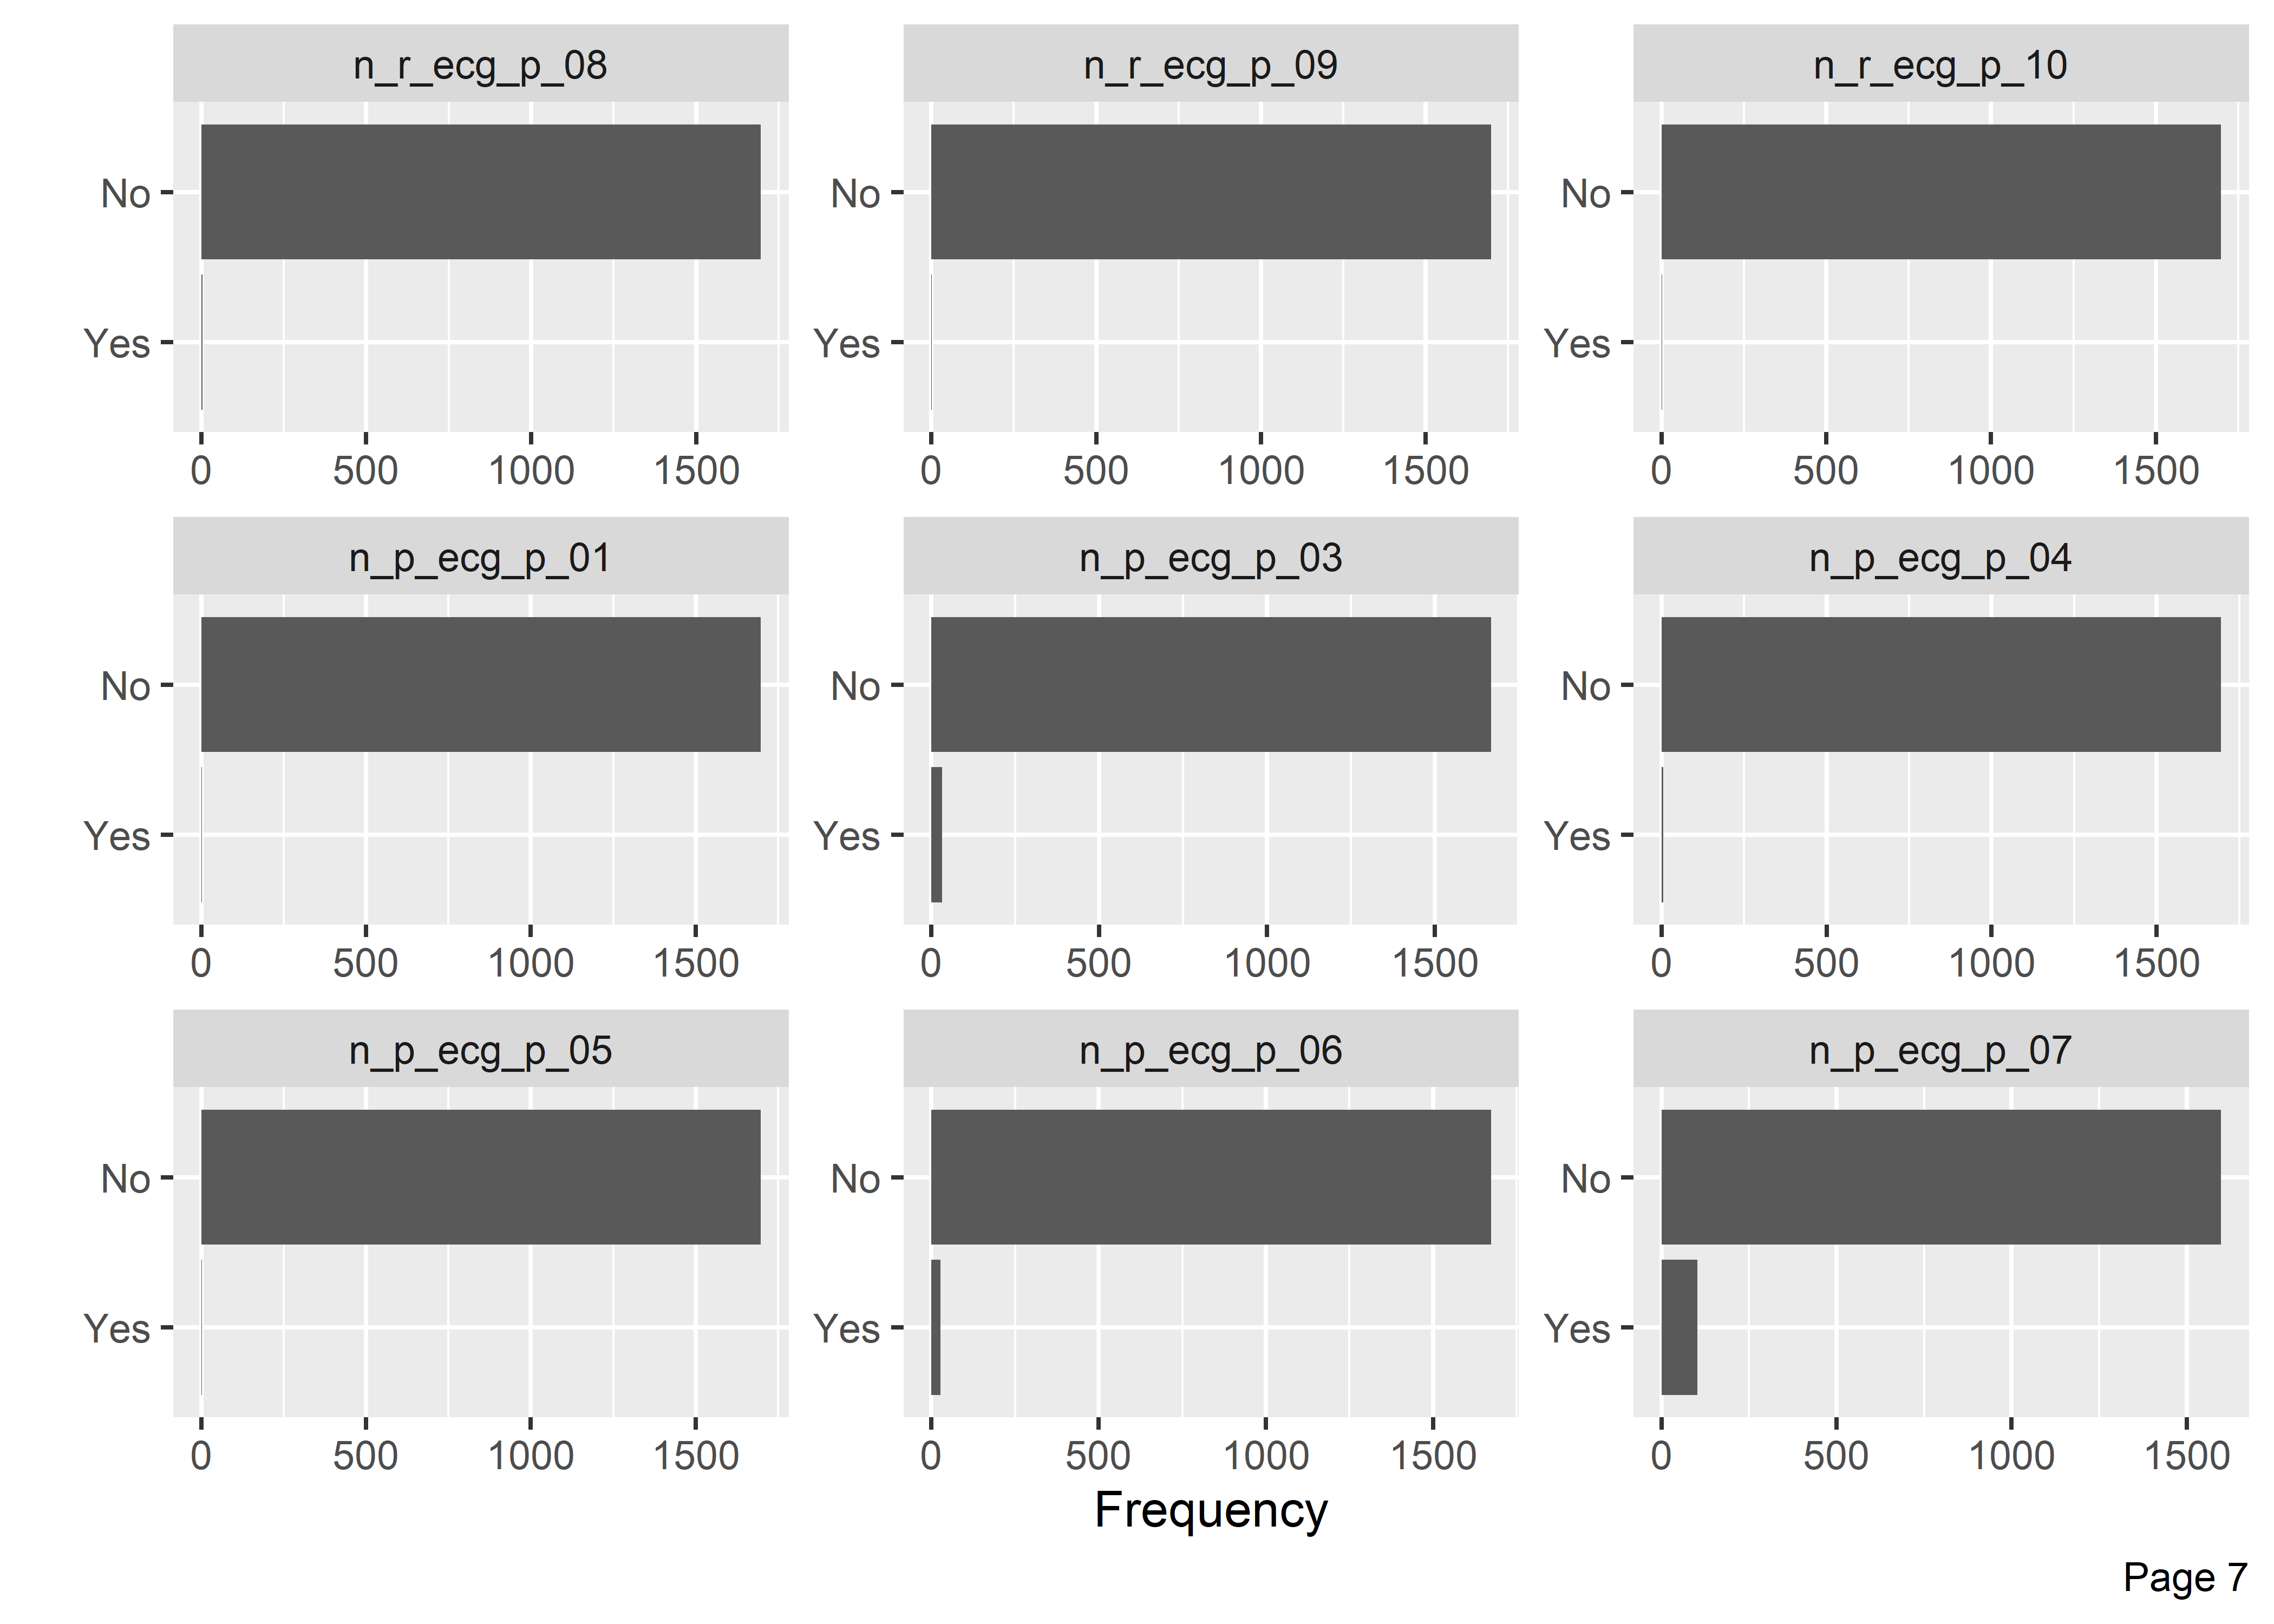 n_r_ecg_p_08 n_r_ecg_p_09 n_r_ecg_p_10
No No No
Yes Yes Yes
0 500 1000 1500 0 500 1000 1500 0 500 1000 1500
n_p_ecg_p_01 n_p_ecg_p_03 n_p_ecg_p_04
No No No
Yes Yes Yes
0 500 1000 1500 0 500 1000 1500 0 500 1000 1500
n_p_ecg_p_05 n_p_ecg_p_06 n_p_ecg_p_07
No No No
Yes Yes Yes
0 500 1000 1500 0 500 1000 1500 0 500 1000 1500
Frequency
Page 7